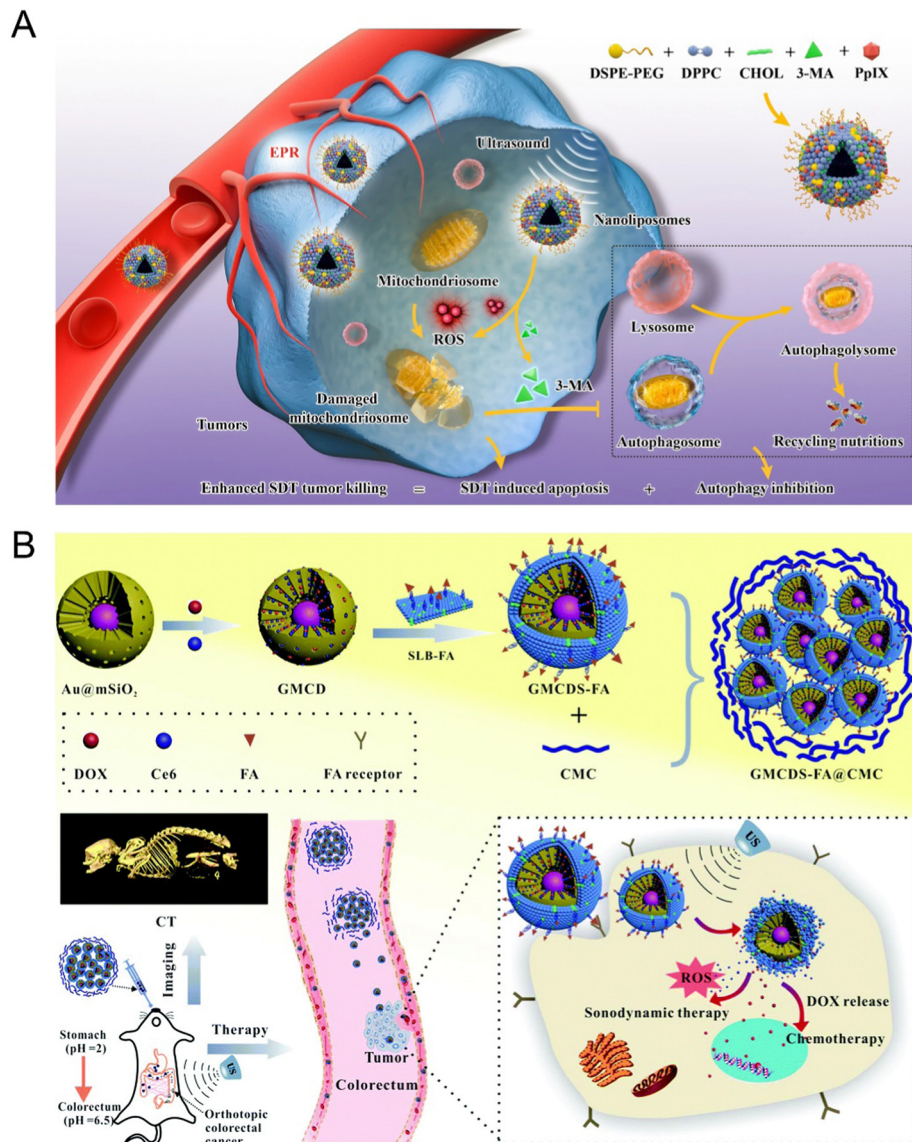 A
+ + + +
DSPE-PEG DPPC CHOL 3-MA PpIX
EPR
Ultrasound
Nanoliposomes
Mitochondriosome
ROS
Lysosome
Autophagolysome
3-MA
Damaged
mitochondriosome
Tumors
Autophagosome
Recycling nutritions
Enhanced SDT tumor killing = SDT induced apoptosis + Autophagy inhibition
B
SLB-FA
Au@mSiO₂
GMCD
GMCDS-FA
+
CMC
GMCDS-FA@CMC
DOX Ce6 FA FA receptor
CT
Imaging
Therapy
Stomach
(pH =2)
Colorectum
(pH =6.5)
US
Orthotopic
colorectal
cancer
Tumor
Colorectum
US
ROS
DOX release
Sonodynamic therapy
Chemotherapy